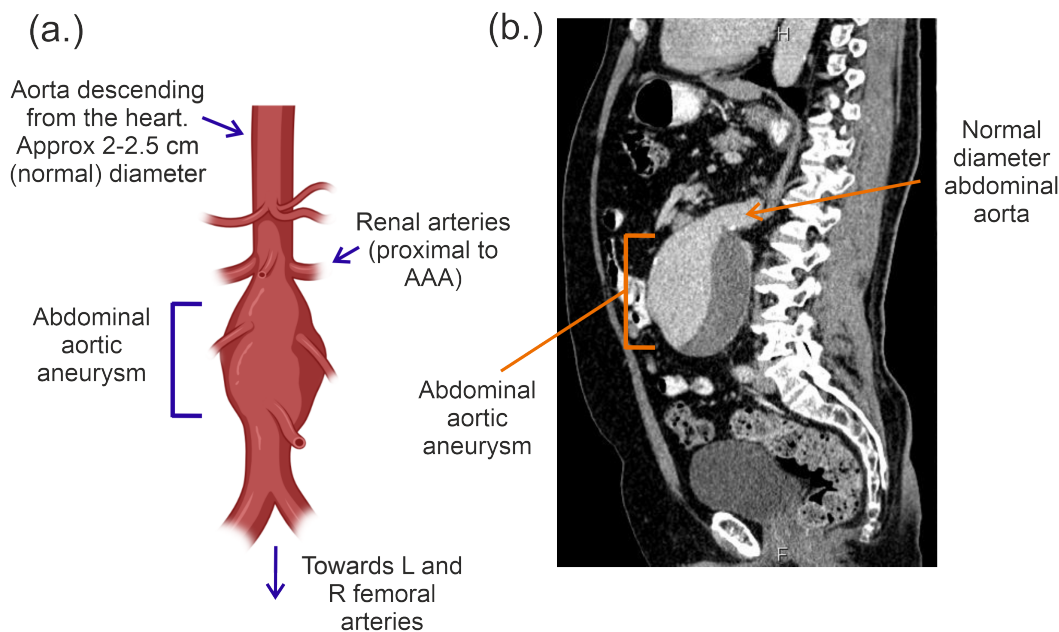 (a.)
Aorta descending
from the heart.
Approx 2-2.5 cm
(normal) diameter
Renal arteries
(proximal to
AAA)
Abdominal
aortic
aneurysm
Towards L and
R femoral
arteries
(b.)
H
Normal
diameter
abdominal
aorta
Abdominal
aortic
aneurysm
F